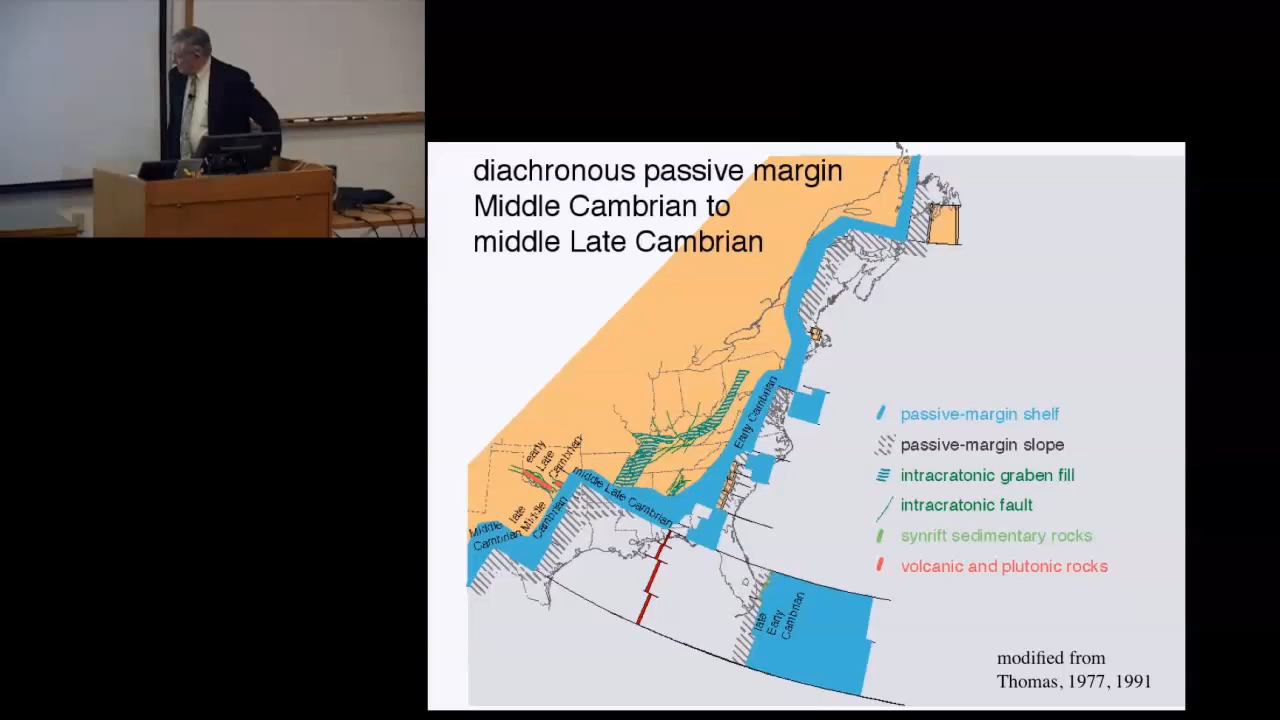 diachronous passive margin
Middle Cambrian to
middle Late Cambrian
Early Cambrian
early
Late
Cambrian
middle Late Cambrian
late
Middle
Cambrian
Middle
Cambrian
late
Early
Cambrian
passive-margin shelf
passive-margin slope
intracratonic graben fill
intracratonic fault
synrift sedimentary rocks
volcanic and plutonic rocks
modified from
Thomas, 1977, 1991